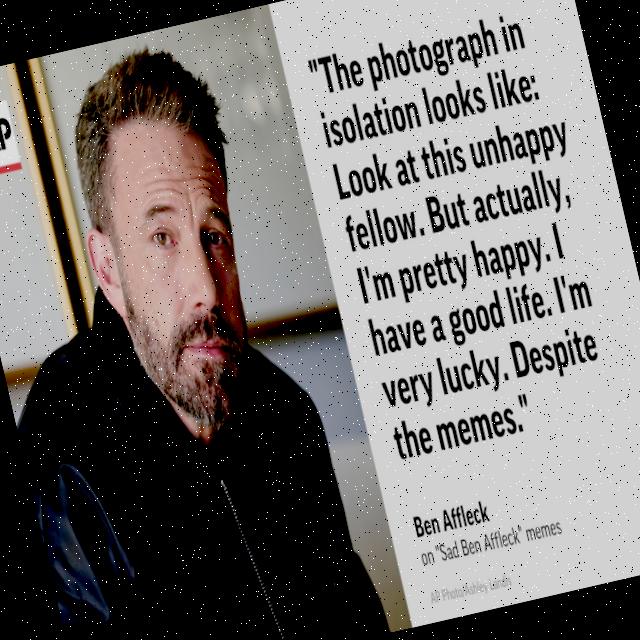 "The photograph in
isolation looks like:
Look at this unhappy
fellow. But actually,
I'm pretty happy. I
have a good life. I'm
very lucky. Despite
the memes."
Ben Affleck
on "Sad Ben Affleck" memes
AP Photo/Ashley Landis
P